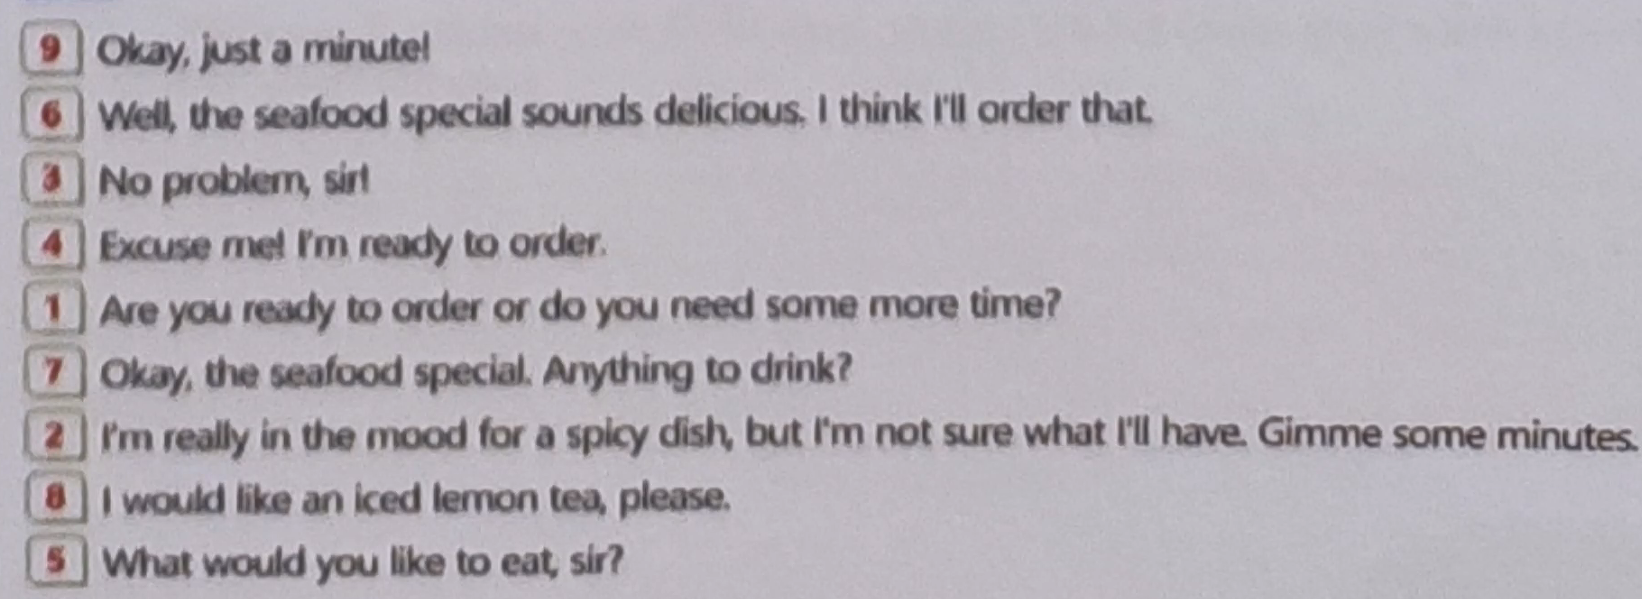 9 Okay, just a minute!
6 Well, the seafood special sounds delicious. I think I'll order that.
3 No problem, sir!
4 Excuse me! I'm ready to order.
1 Are you ready to order or do you need some more time?
7 Okay, the seafood special. Anything to drink?
2 I'm really in the mood for a spicy dish, but I'm not sure what I'll have. Gimme some minutes.
8 I would like an iced lemon tea, please.
5 What would you like to eat, sir?